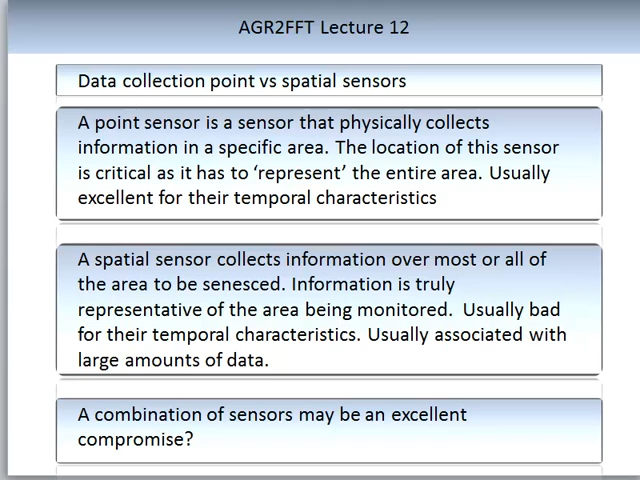 AGR2FFT Lecture 12
Data collection point vs spatial sensors
A point sensor is a sensor that physically collects
information in a specific area. The location of this sensor
is critical as it has to ‘represent’ the entire area. Usually
excellent for their temporal characteristics
A spatial sensor collects information over most or all of
the area to be senesced. Information is truly
representative of the area being monitored.  Usually bad
for their temporal characteristics. Usually associated with
large amounts of data.
A combination of sensors may be an excellent
compromise?